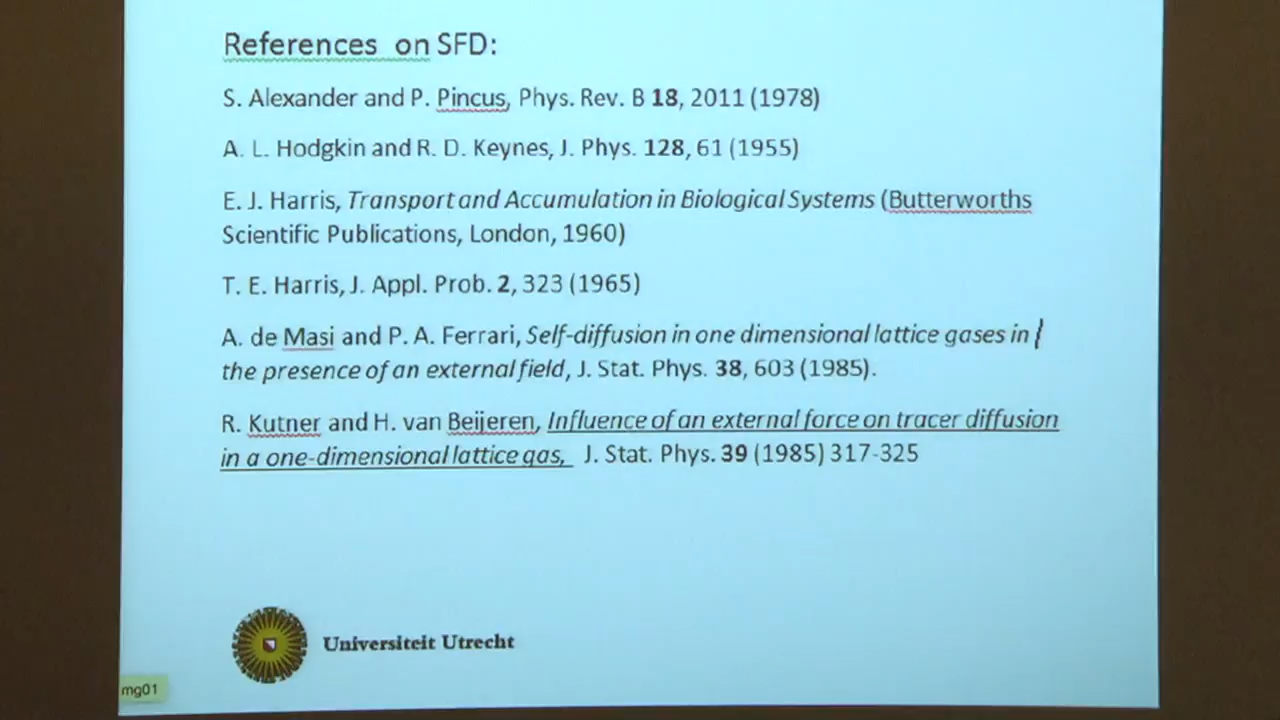 References on SFD:
S. Alexander and P. Pincus, Phys. Rev. B 18, 2011 (1978)
A. L. Hodgkin and R. D. Keynes, J. Phys. 128, 61 (1955)
E. J. Harris, Transport and Accumulation in Biological Systems (Butterworths
Scientific Publications, London, 1960)
T. E. Harris, J. Appl. Prob. 2, 323 (1965)
A. de Masi and P. A. Ferrari, Self-diffusion in one dimensional lattice gases in
the presence of an external field, J. Stat. Phys. 38, 603 (1985).
R. Kutner and H. van Beijeren, Influence of an external force on tracer diffusion
in a one-dimensional lattice gas, J. Stat. Phys. 39 (1985) 317-325
Universiteit Utrecht
mg01